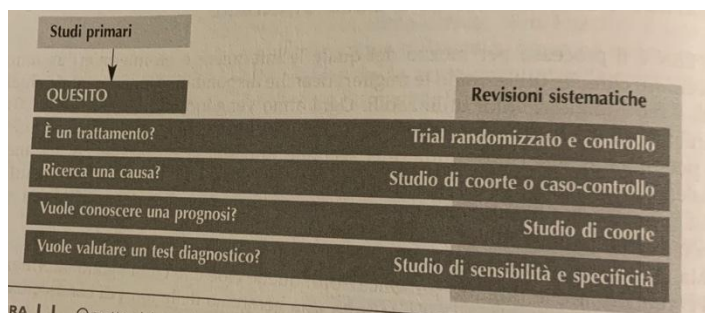 Studi primari
QUESITO
Revisioni sistematiche
È un trattamento? Trial randomizzato e controllo
Ricerca una causa? Studio di coorte o caso-controllo
Vuole conoscere una prognosi? Studio di coorte
Vuole valutare un test diagnostico? Studio di sensibilità e specificità